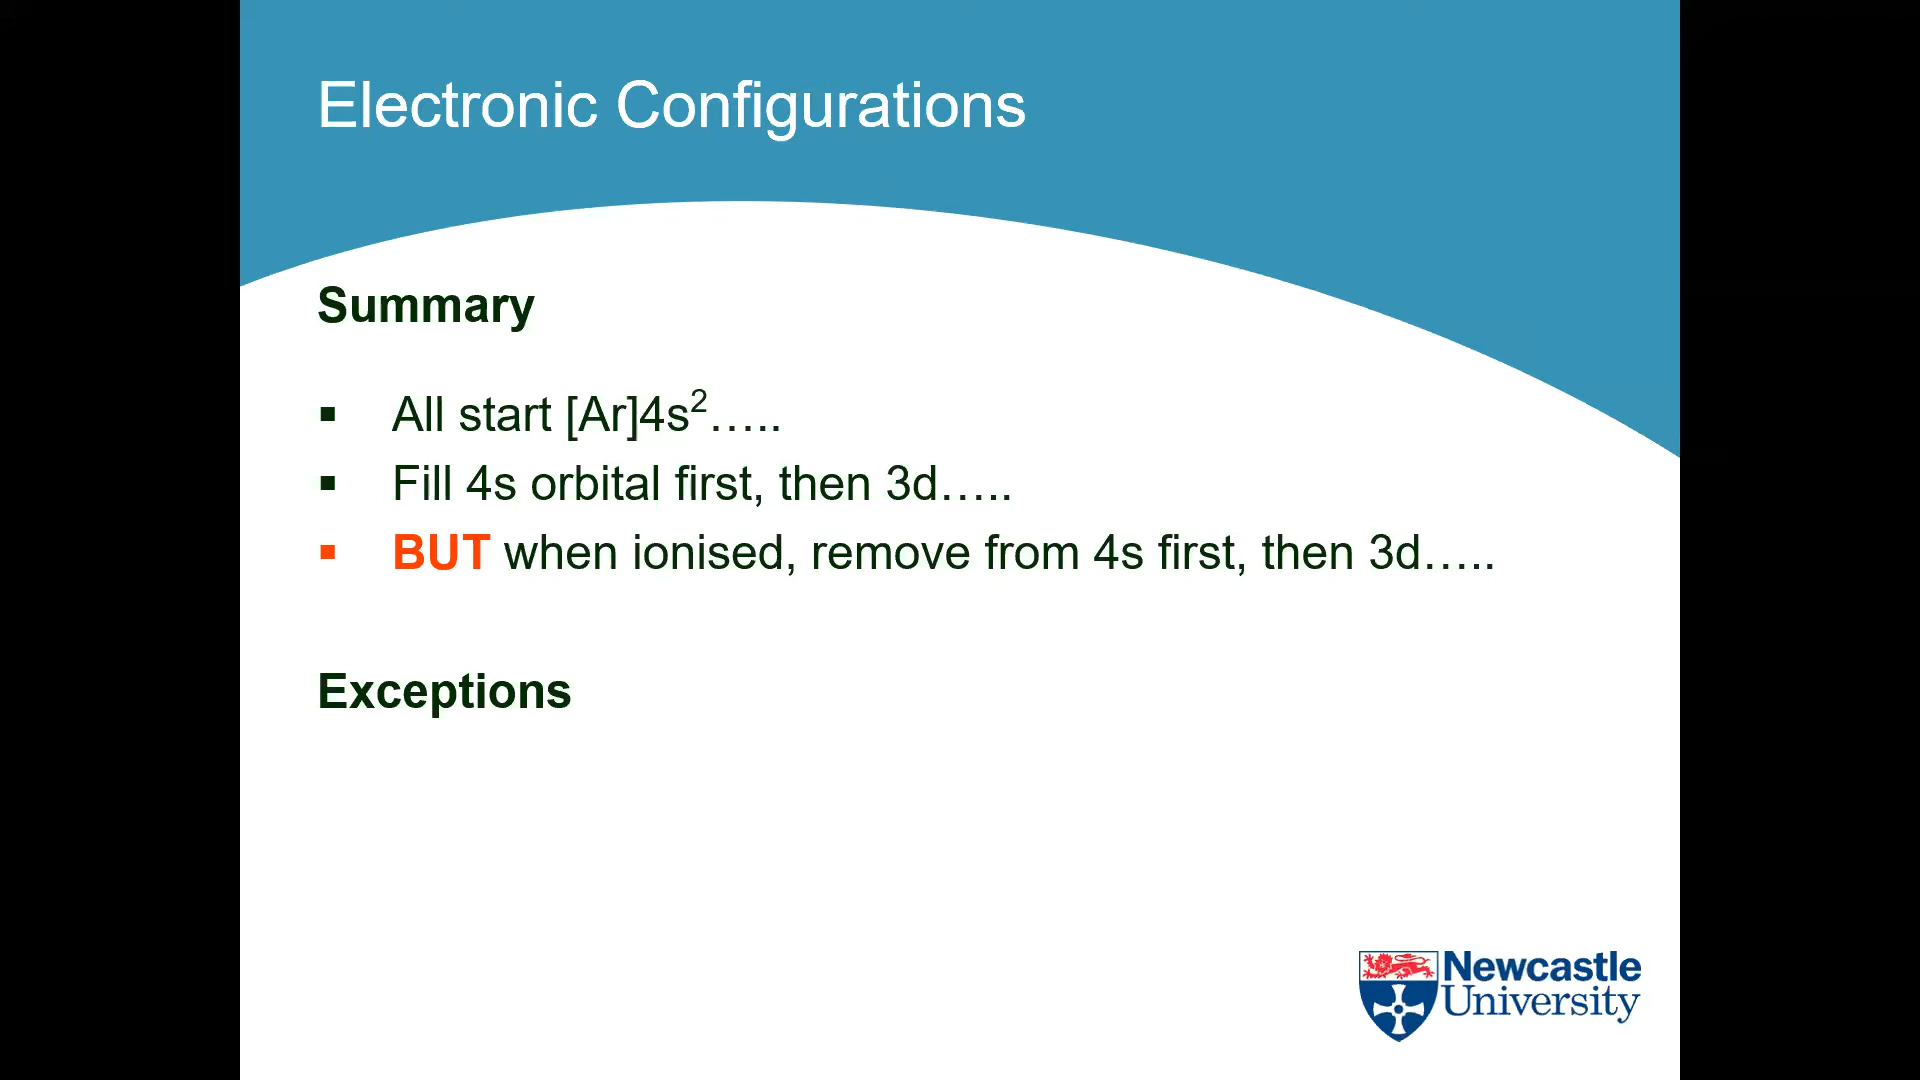 Electronic Configurations
Summary
▪ All start [Ar]4s²…..
▪ Fill 4s orbital first, then 3d…..
▪ BUT when ionised, remove from 4s first, then 3d…..
Exceptions
Newcastle
University